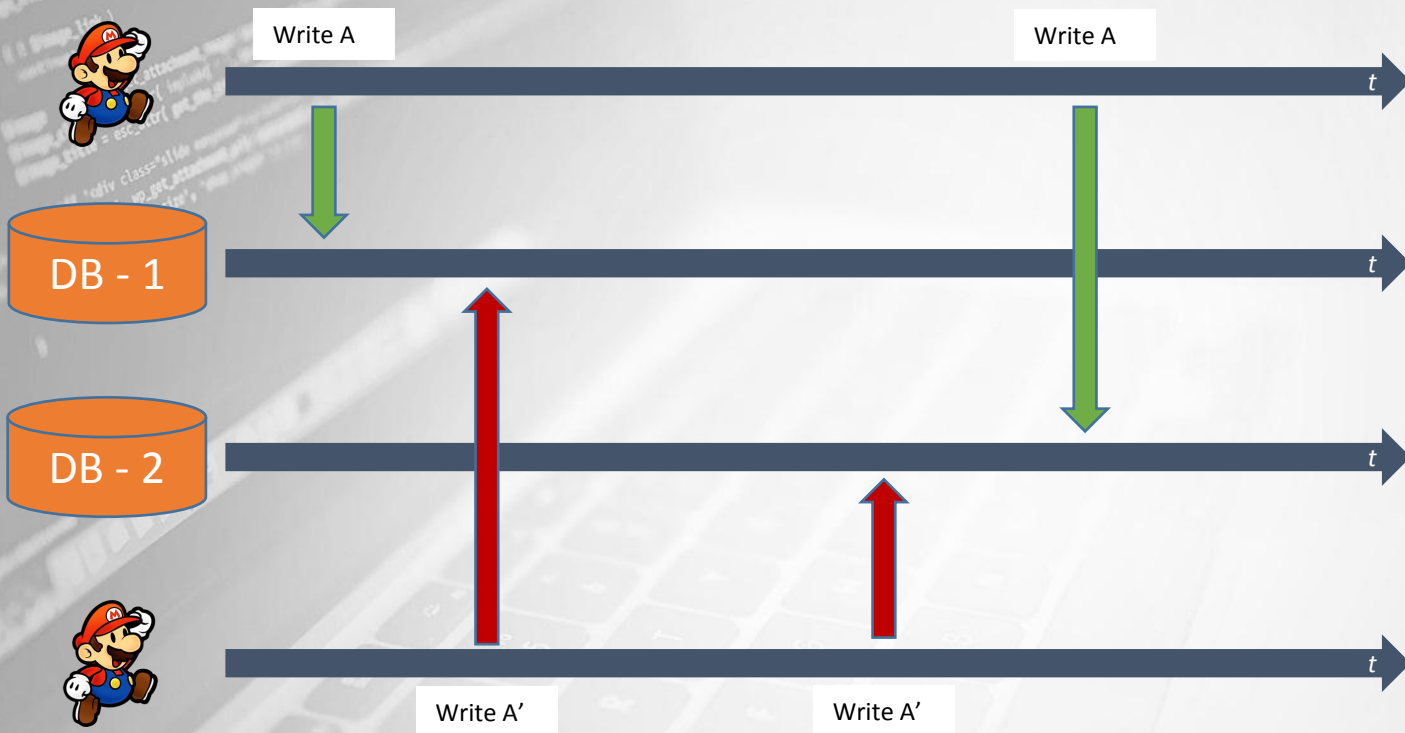 Write A
Write A
t
DB - 1
t
DB - 2
t
t
Write A’
Write A’